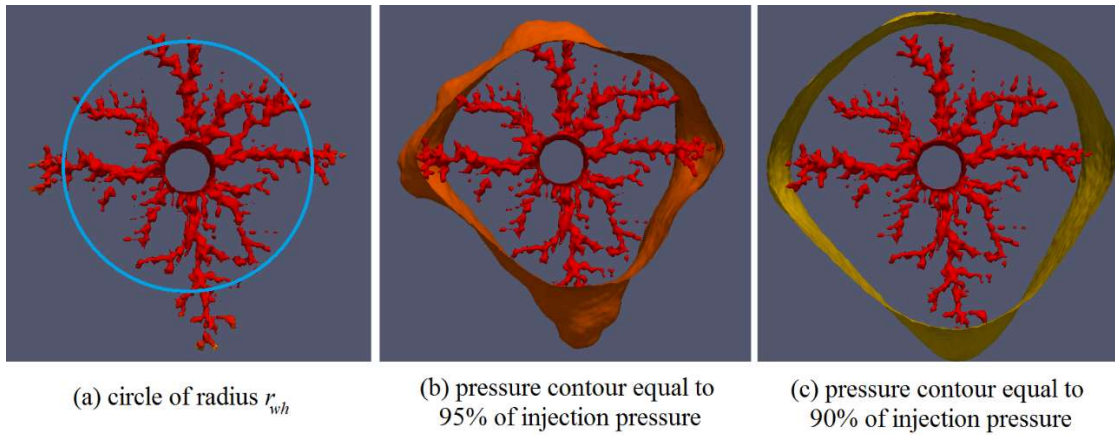 (a) circle of radius r_wh
(b) pressure contour equal to
95% of injection pressure
(c) pressure contour equal to
90% of injection pressure